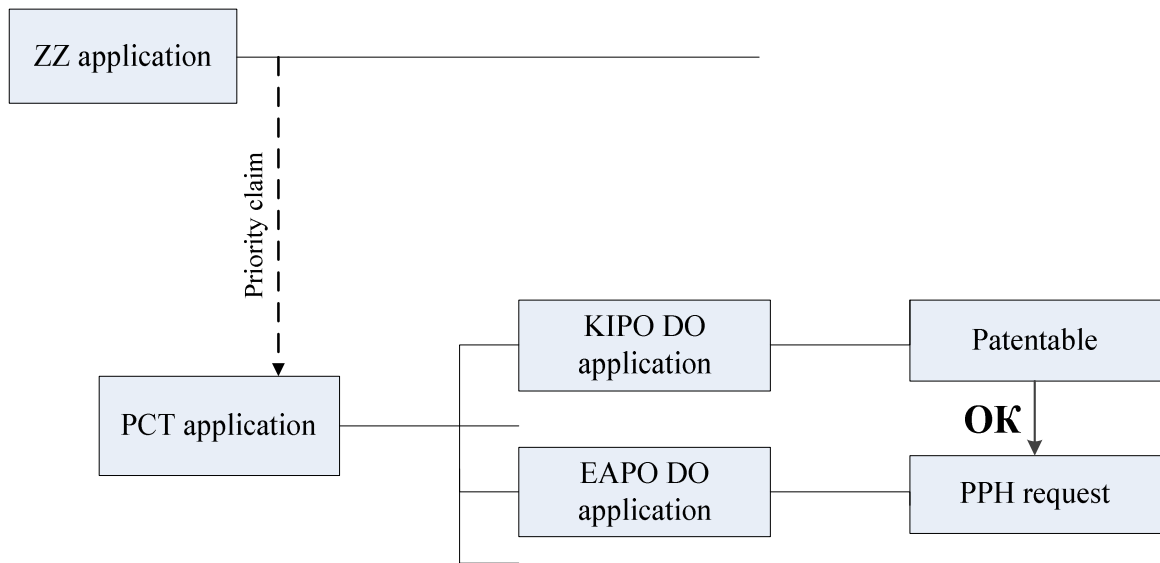 ZZ application
Priority claim
PCT application
KIPO DO
application
Patentable
OK
EAPO DO
application
PPH request